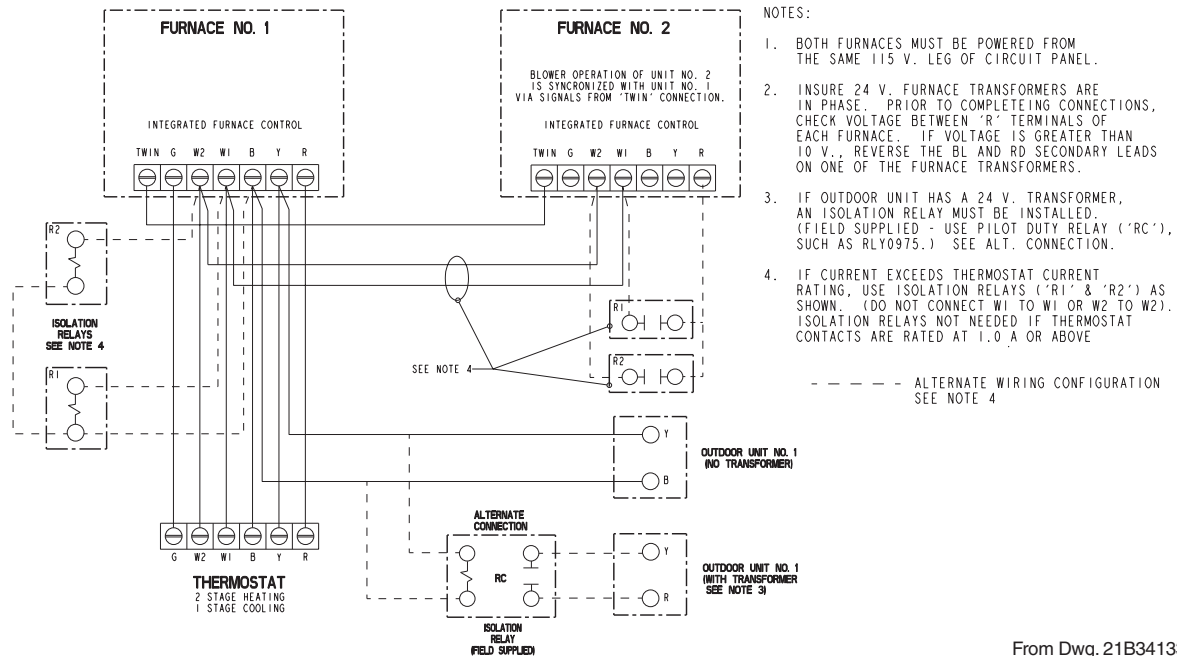 FURNACE NO. 1
INTEGRATED FURNACE CONTROL
TWIN G W2 W1 B Y R
FURNACE NO. 2
BLOWER OPERATION OF UNIT NO. 2
IS SYNCRONIZED WITH UNIT NO. 1
VIA SIGNALS FROM 'TWIN' CONNECTION.
INTEGRATED FURNACE CONTROL
TWIN G W2 W1 B Y R
NOTES:
1. BOTH FURNACES MUST BE POWERED FROM
THE SAME 115 V. LEG OF CIRCUIT PANEL.
2. INSURE 24 V. FURNACE TRANSFORMERS ARE
IN PHASE. PRIOR TO COMPLETEING CONNECTIONS,
CHECK VOLTAGE BETWEEN 'R' TERMINALS OF
EACH FURNACE. IF VOLTAGE IS GREATER THAN
10 V., REVERSE THE BL AND RD SECONDARY LEADS
ON ONE OF THE FURNACE TRANSFORMERS.
3. IF OUTDOOR UNIT HAS A 24 V. TRANSFORMER,
AN ISOLATION RELAY MUST BE INSTALLED.
(FIELD SUPPLIED - USE PILOT DUTY RELAY ('RC'),
SUCH AS RLY0975.) SEE ALT. CONNECTION.
4. IF CURRENT EXCEEDS THERMOSTAT CURRENT
RATING, USE ISOLATION RELAYS ('R1' & 'R2') AS
SHOWN. (DO NOT CONNECT W1 TO W1 OR W2 TO W2).
ISOLATION RELAYS NOT NEEDED IF THERMOSTAT
CONTACTS ARE RATED AT 1.0 A OR ABOVE
ALTERNATE WIRING CONFIGURATION
SEE NOTE 4
R2
ISOLATION
RELAYS
SEE NOTE 4
R1
R1
R2
SEE NOTE 4
Y
B
OUTDOOR UNIT NO. 1
(NO TRANSFORMER)
G W2 W1 B Y R
THERMOSTAT
2 STAGE HEATING
1 STAGE COOLING
ALTERNATE
CONNECTION
RC
ISOLATION
RELAY
(FIELD SUPPLIED)
Y
R
OUTDOOR UNIT NO. 1
(WITH TRANSFORMER
SEE NOTE 3)